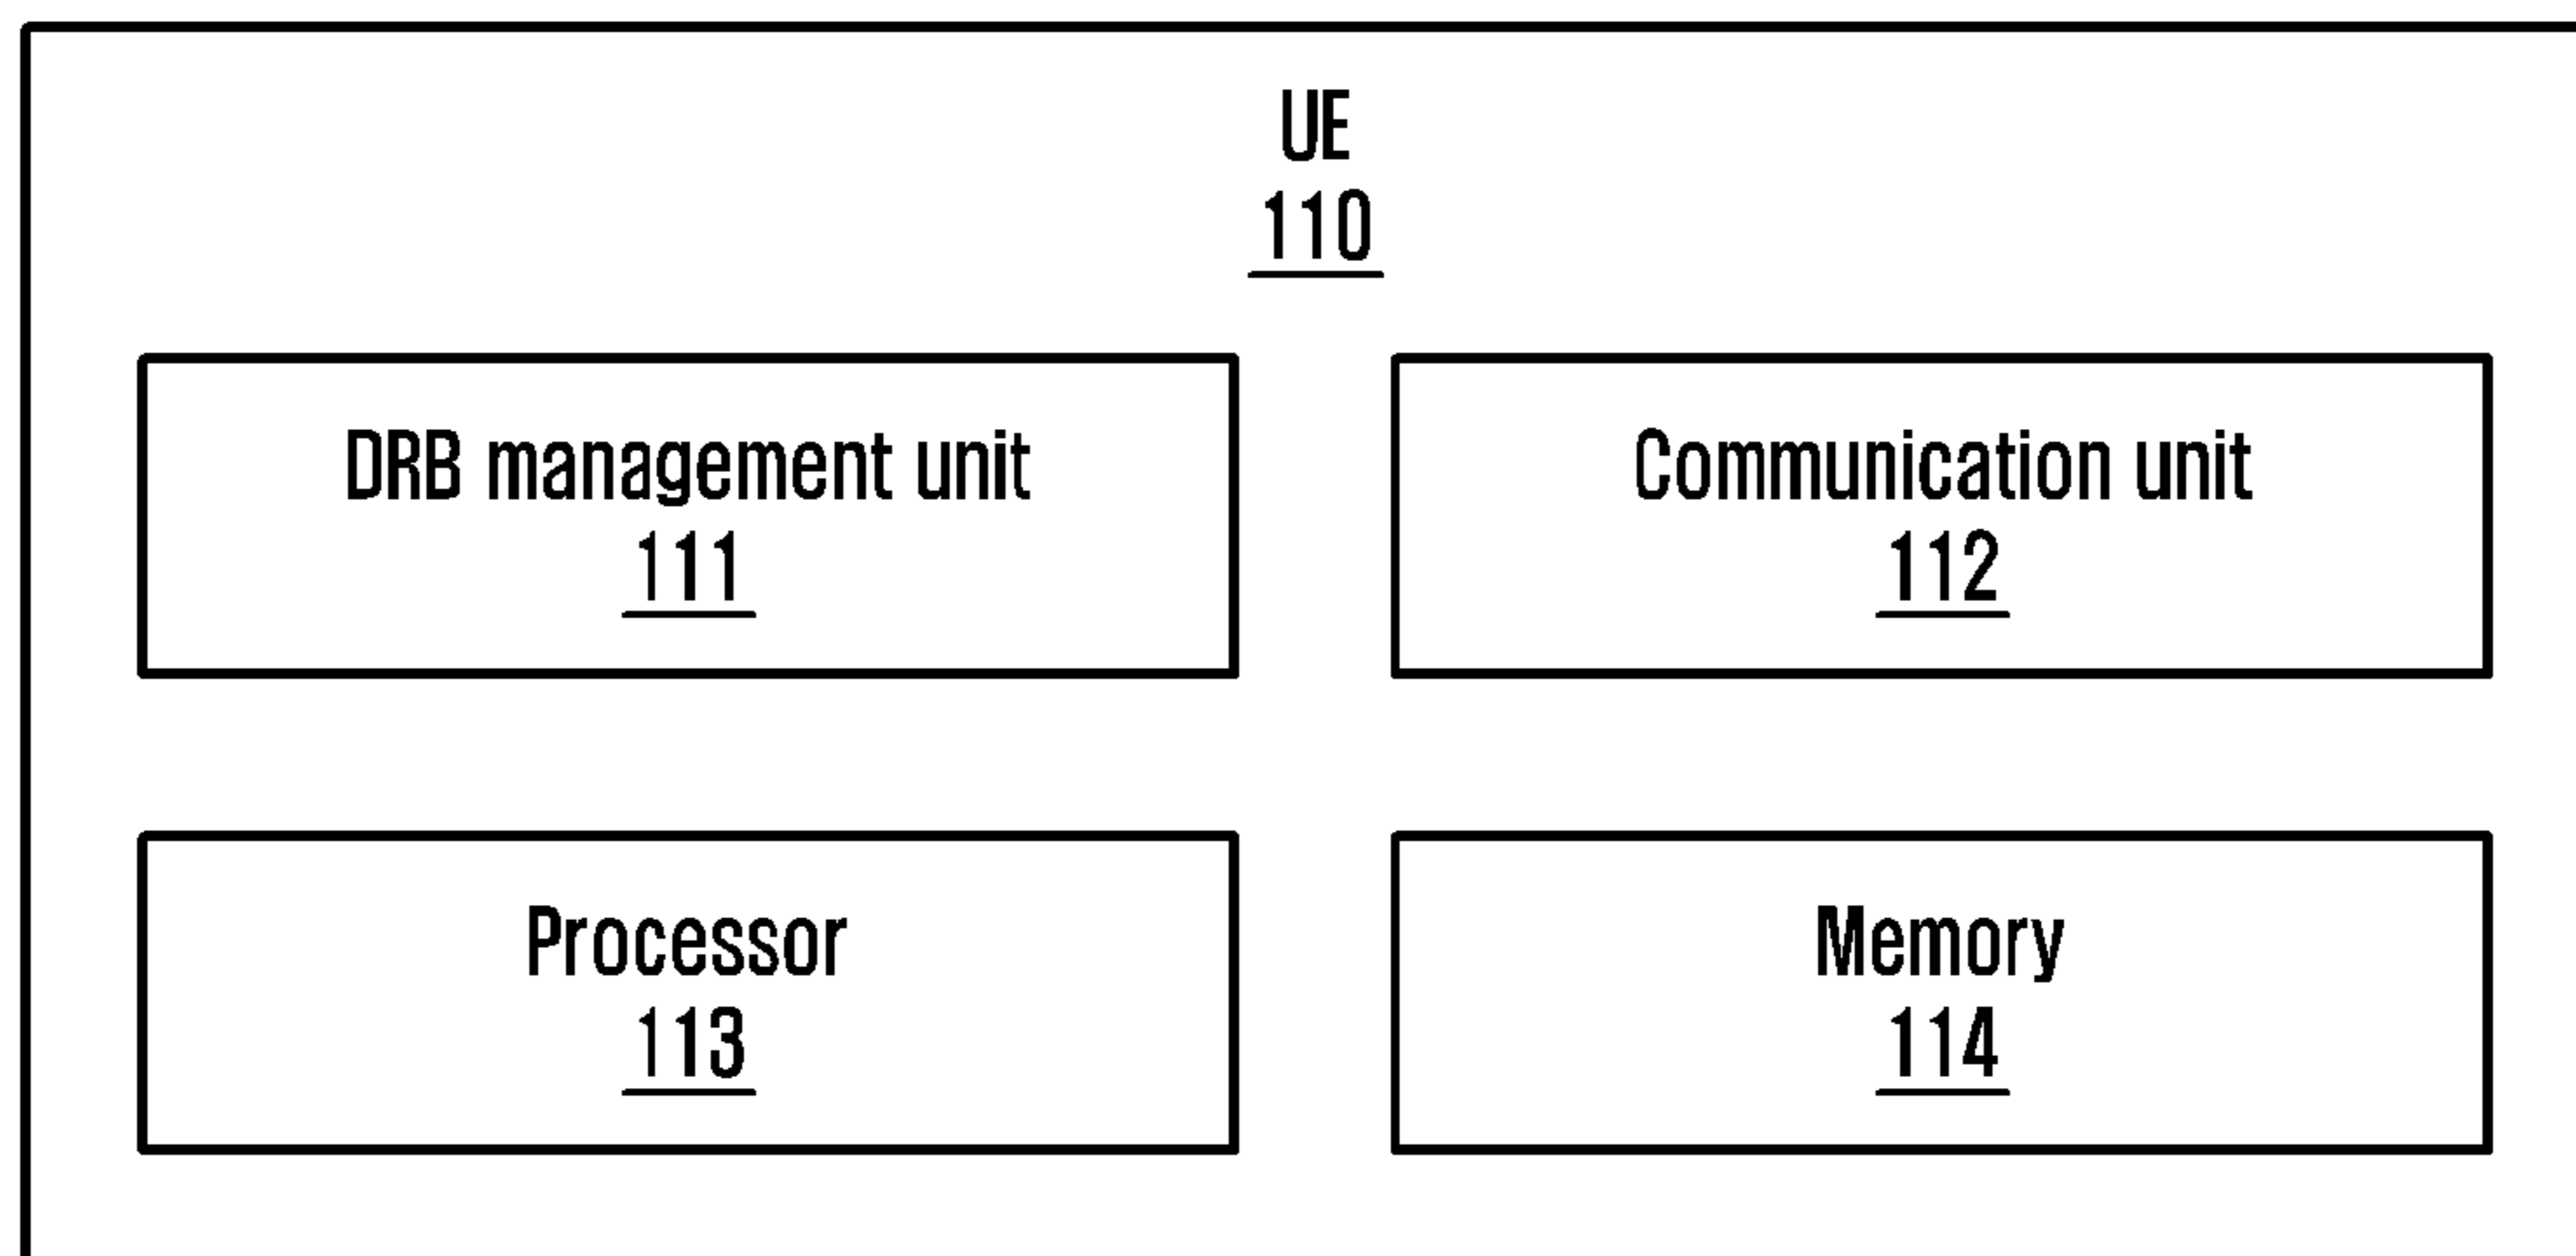 UE
110
DRB management unit
111
Communication unit
112
Processor
113
Memory
114